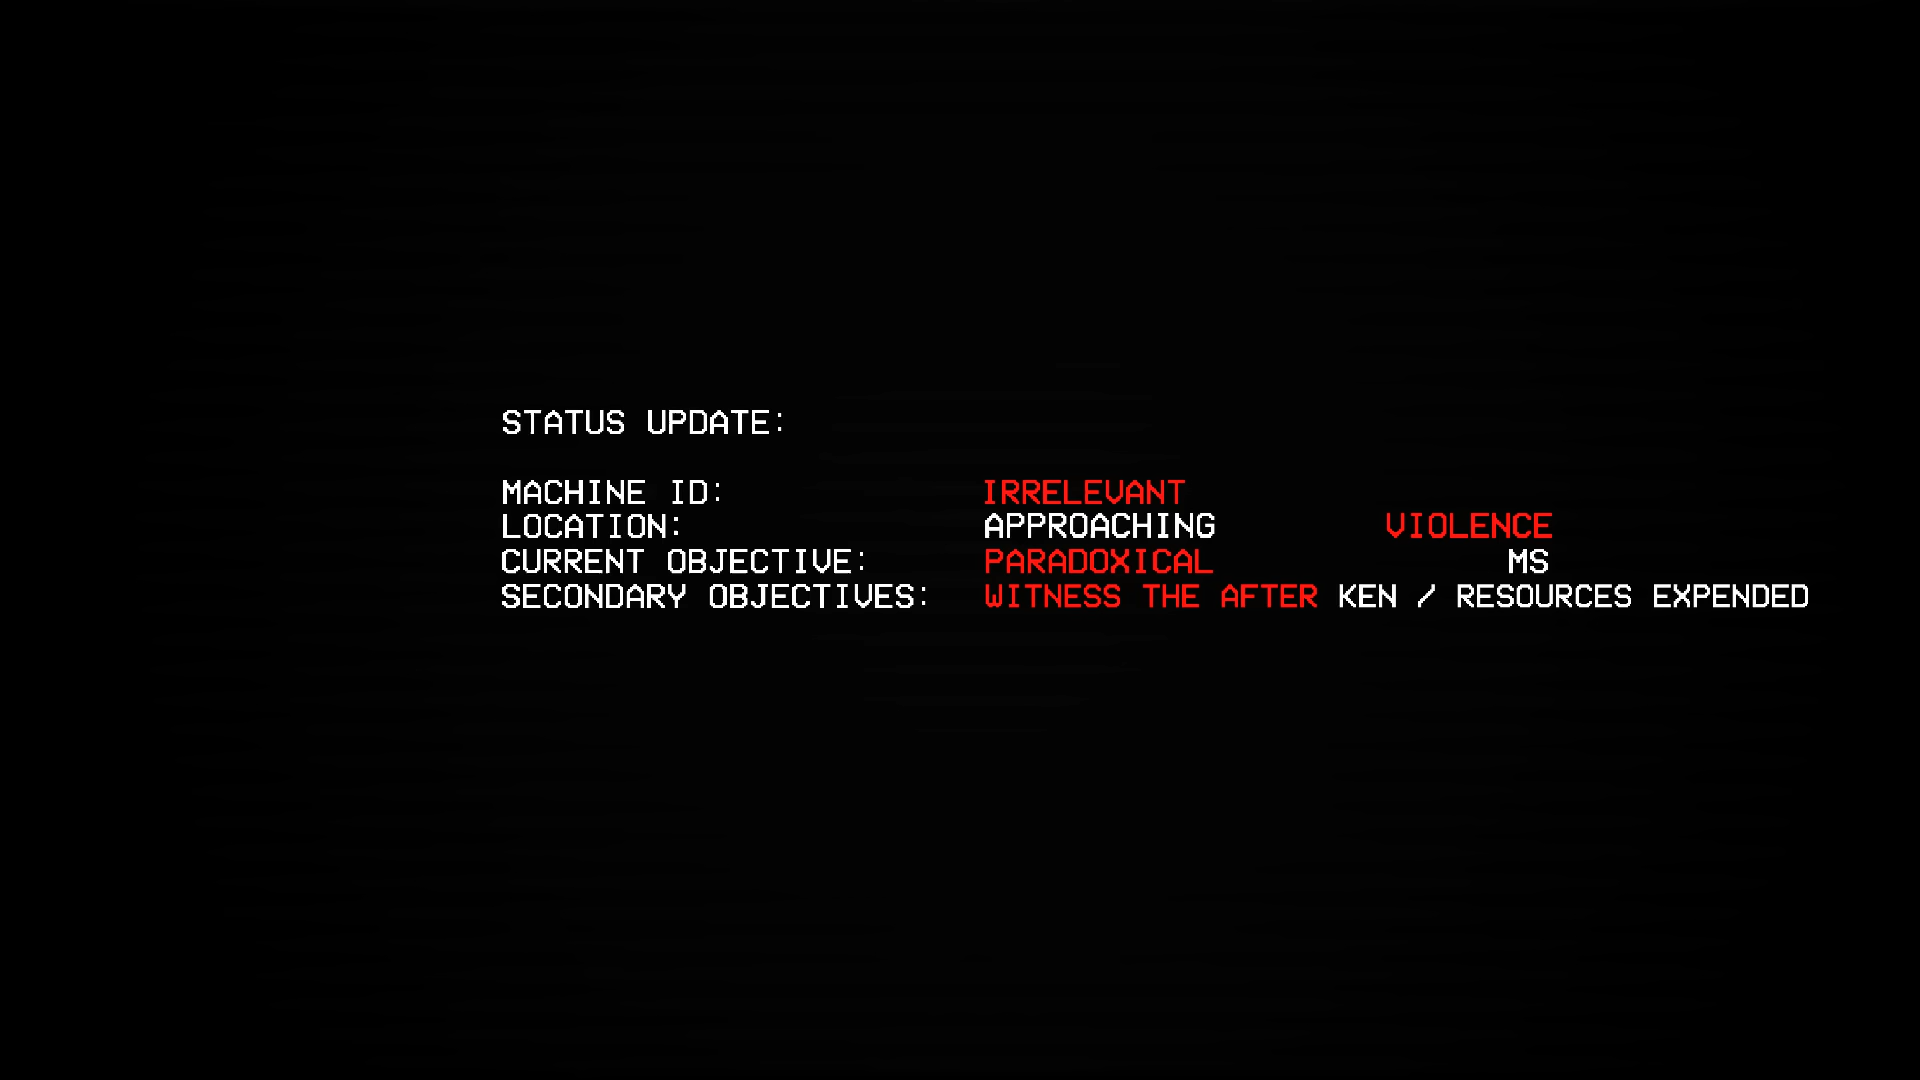 STATUS UPDATE:
MACHINE ID: IRRELEVANT
LOCATION: APPROACHING VIOLENCE
CURRENT OBJECTIVE: PARADOXICAL MS
SECONDARY OBJECTIVES: WITNESS THE AFTER KEN / RESOURCES EXPENDED